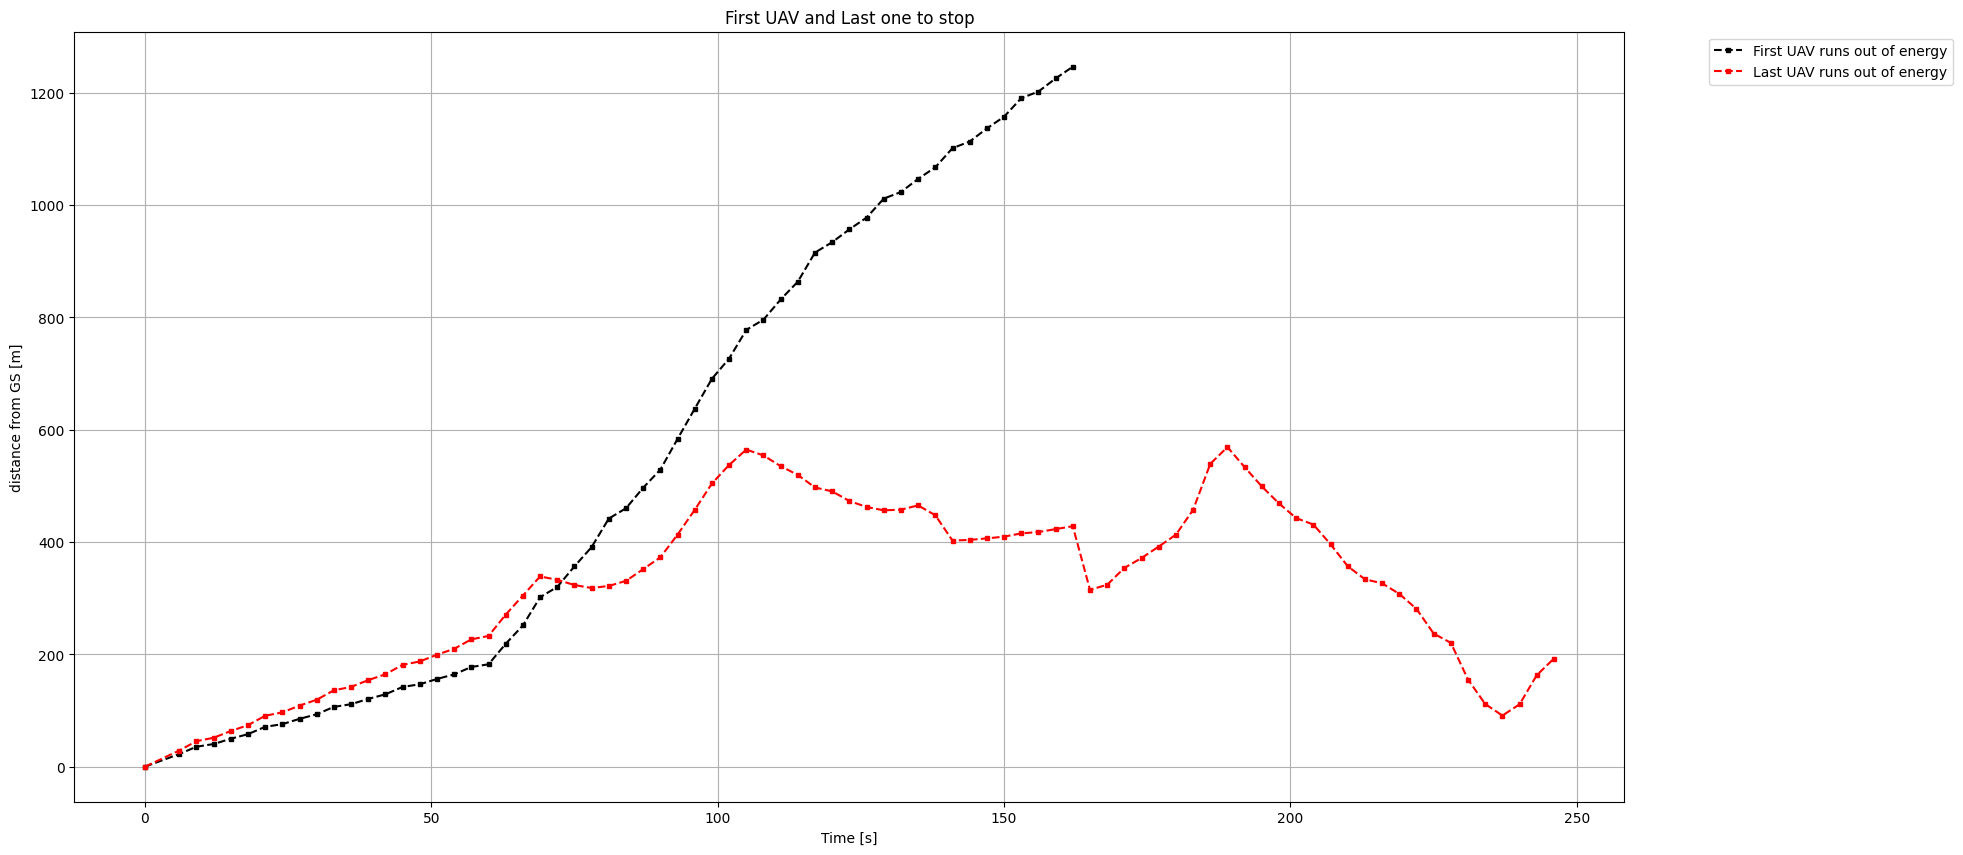 First UAV and Last one to stop
First UAV runs out of energy
Last UAV runs out of energy
distance from GS [m]
1200
1000
800
600
400
200
0
0 50 100 150 200 250
Time [s]